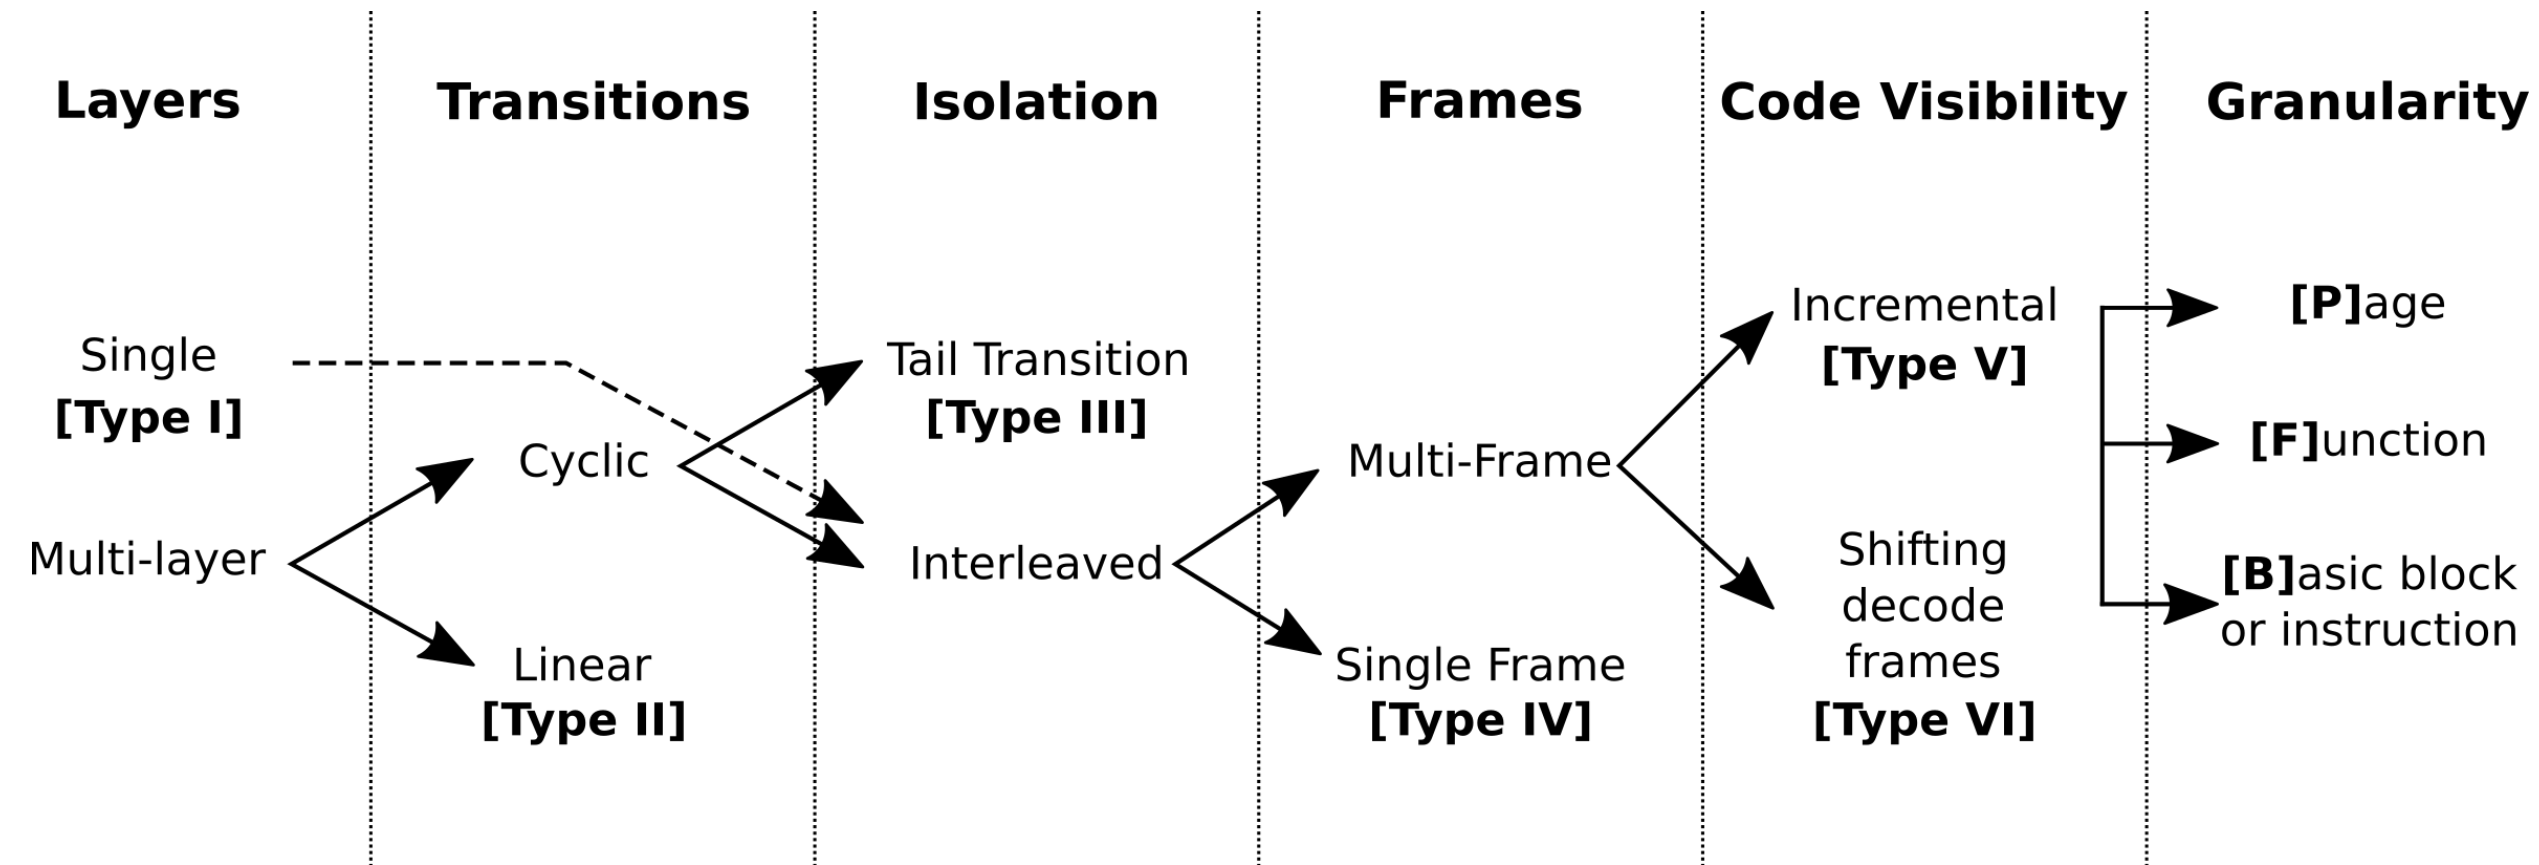 Layers
Transitions
Isolation
Frames
Code Visibility
Granularity
Single
[Type I]
Multi-layer
Cyclic
Linear
[Type II]
Tail Transition
[Type III]
Interleaved
Multi-Frame
Single Frame
[Type IV]
Incremental
[Type V]
Shifting
decode
frames
[Type VI]
[P]age
[F]unction
[B]asic block
or instruction